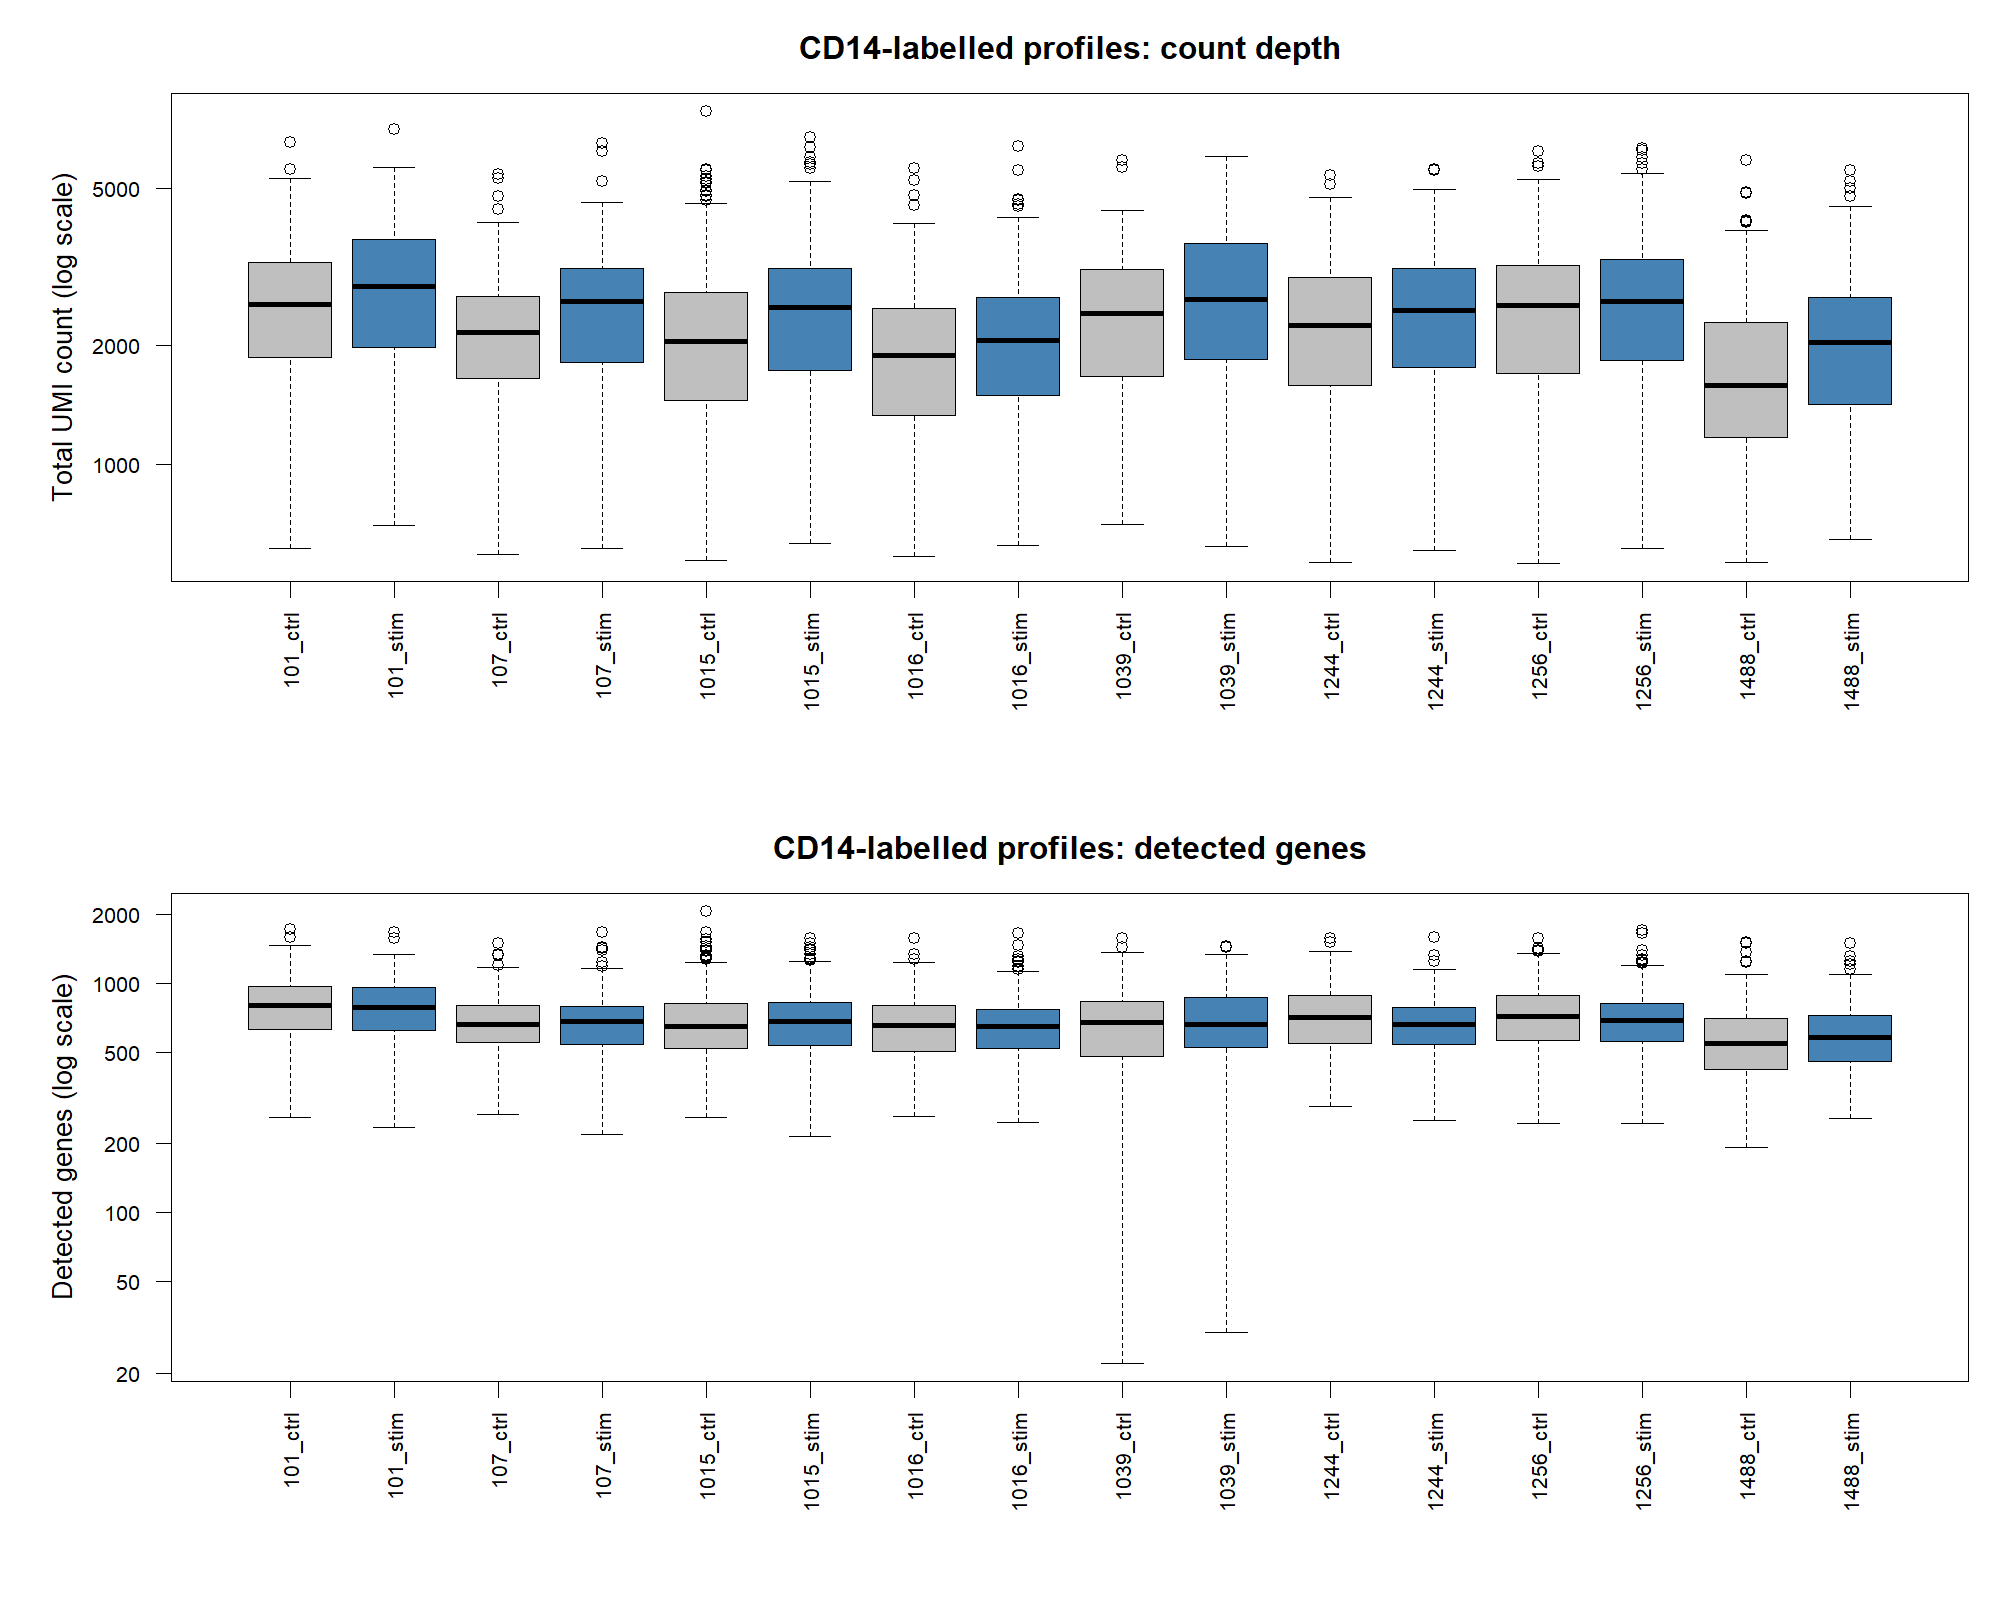 CD14-labelled profiles: count depth
Total UMI count (log scale)
5000
2000
1000
101_ctrl
101_stim
107_ctrl
107_stim
1015_ctrl
1015_stim
1016_ctrl
1016_stim
1039_ctrl
1039_stim
1244_ctrl
1244_stim
1256_ctrl
1256_stim
1488_ctrl
1488_stim
CD14-labelled profiles: detected genes
Detected genes (log scale)
2000
1000
500
200
100
50
20
101_ctrl
101_stim
107_ctrl
107_stim
1015_ctrl
1015_stim
1016_ctrl
1016_stim
1039_ctrl
1039_stim
1244_ctrl
1244_stim
1256_ctrl
1256_stim
1488_ctrl
1488_stim